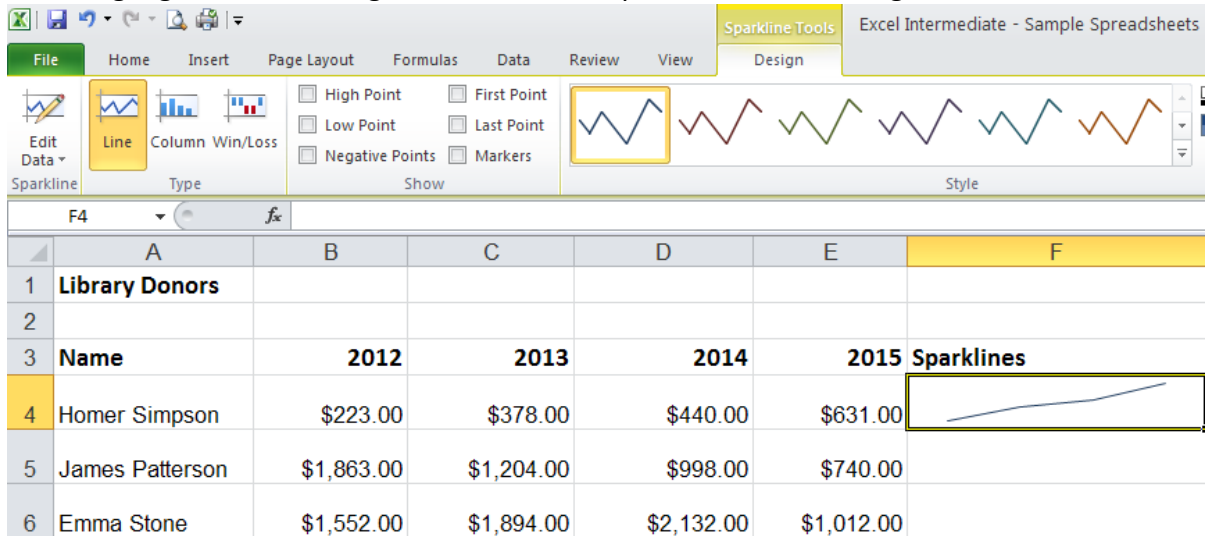 Sparkline Tools Excel Intermediate - Sample Spreadsheets
File Home Insert Page Layout Formulas Data Review View Design
High Point First Point
Low Point Last Point
Negative Points Markers
Edit Data Line Column Win/Loss
Sparkline Type Show Style
F4 fx
A B C D E F
1 Library Donors
2
3 Name 2012 2013 2014 2015 Sparklines
4 Homer Simpson $223.00 $378.00 $440.00 $631.00
5 James Patterson $1,863.00 $1,204.00 $998.00 $740.00
6 Emma Stone $1,552.00 $1,894.00 $2,132.00 $1,012.00